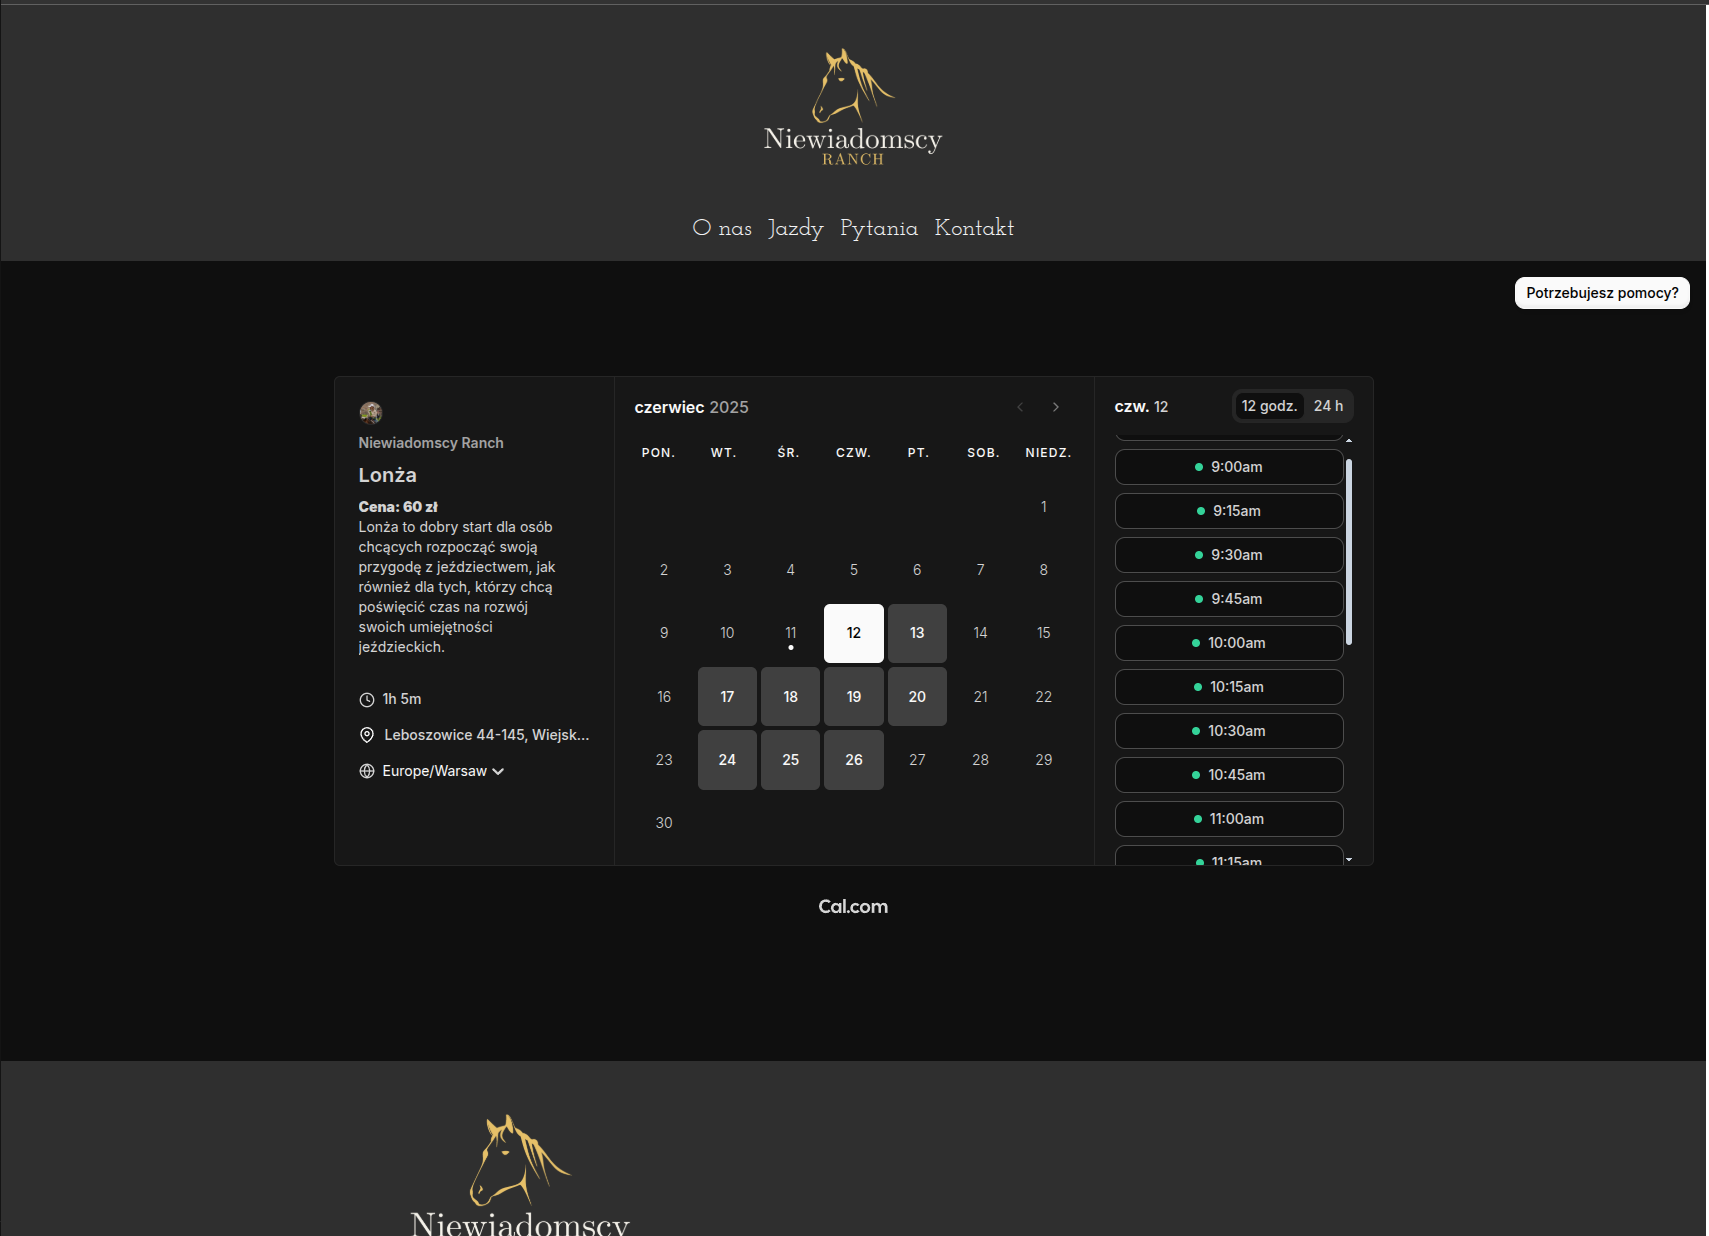 Niewiadomscy
RANCH
O nas Jazdy Pytania Kontakt
Potrzebujesz pomocy?
Niewiadomscy Ranch
Lonża
Cena: 60 zł
Lonża to dobry start dla osób
chcących rozpocząć swoją
przygodę z jeździectwem, jak
również dla tych, którzy chcą
poświęcić czas na rozwój
swoich umiejętności
jeździeckich.
1h 5m
Leboszowice 44-145, Wiejsk...
Europe/Warsaw
czerwiec 2025
PON. WT. ŚR. CZW. PT. SOB. NIEDZ.
1
2 3 4 5 6 7 8
9 10 11 12 13 14 15
16 17 18 19 20 21 22
23 24 25 26 27 28 29
30
czw. 12
12 godz. 24 h
9:00am
9:15am
9:30am
9:45am
10:00am
10:15am
10:30am
10:45am
11:00am
11:15am
Cal.com
Niewiadomscy